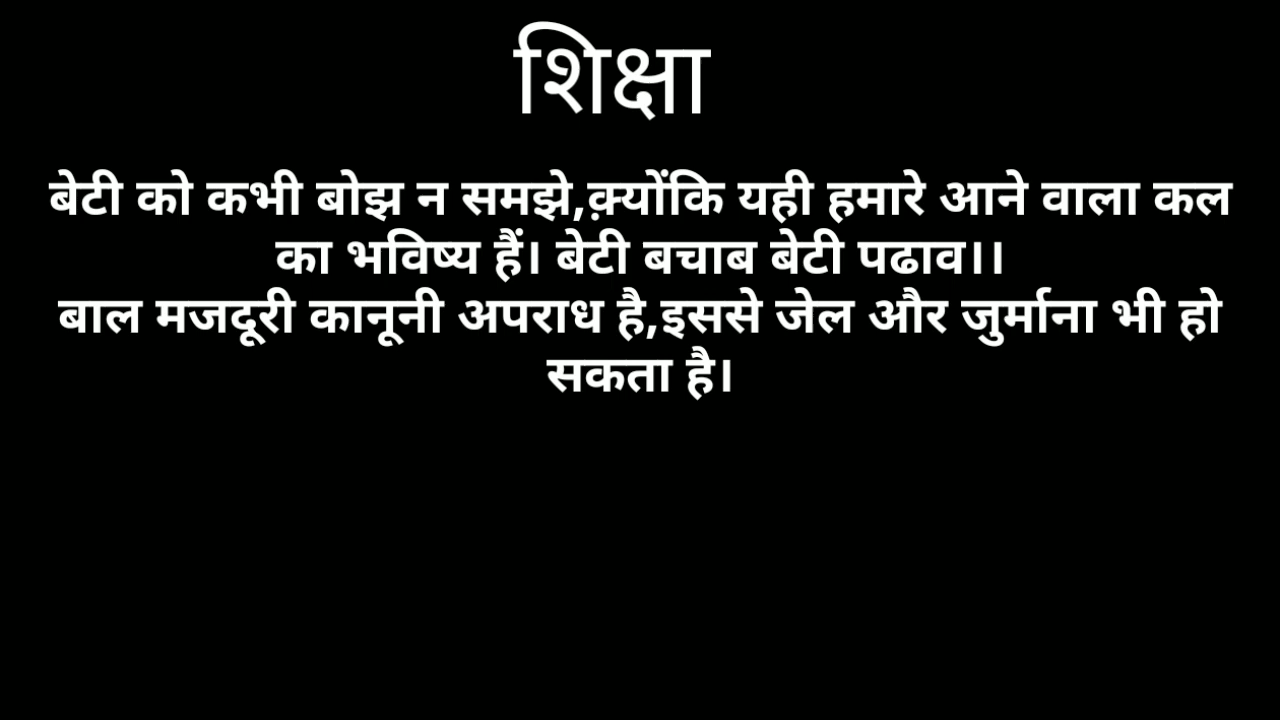 शिक्षा
बेटी को कभी बोझ न समझे,क़्योंकि यही हमारे आने वाला कल
का भविष्य हैं। बेटी बचाब बेटी पढाव।।
बाल मजदूरी कानूनी अपराध है,इससे जेल और जुर्माना भी हो
सकता है।